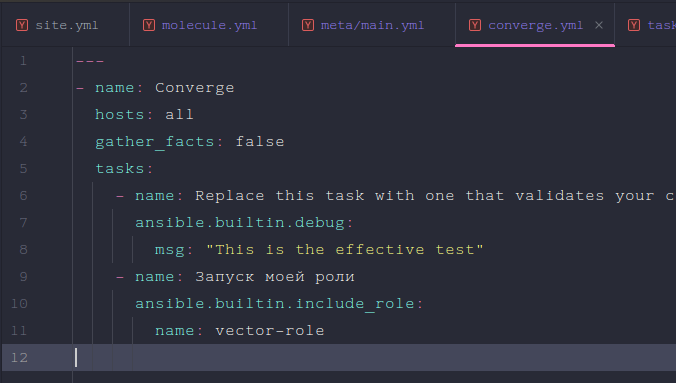 site.yml molecule.yml meta/main.yml converge.yml × task
1 ---
2 - name: Converge
3 hosts: all
4 gather_facts: false
5 tasks:
6 - name: Replace this task with one that validates your c
7 ansible.builtin.debug:
8 msg: "This is the effective test"
9 - name: Запуск моей роли
10 ansible.builtin.include_role:
11 name: vector-role
12